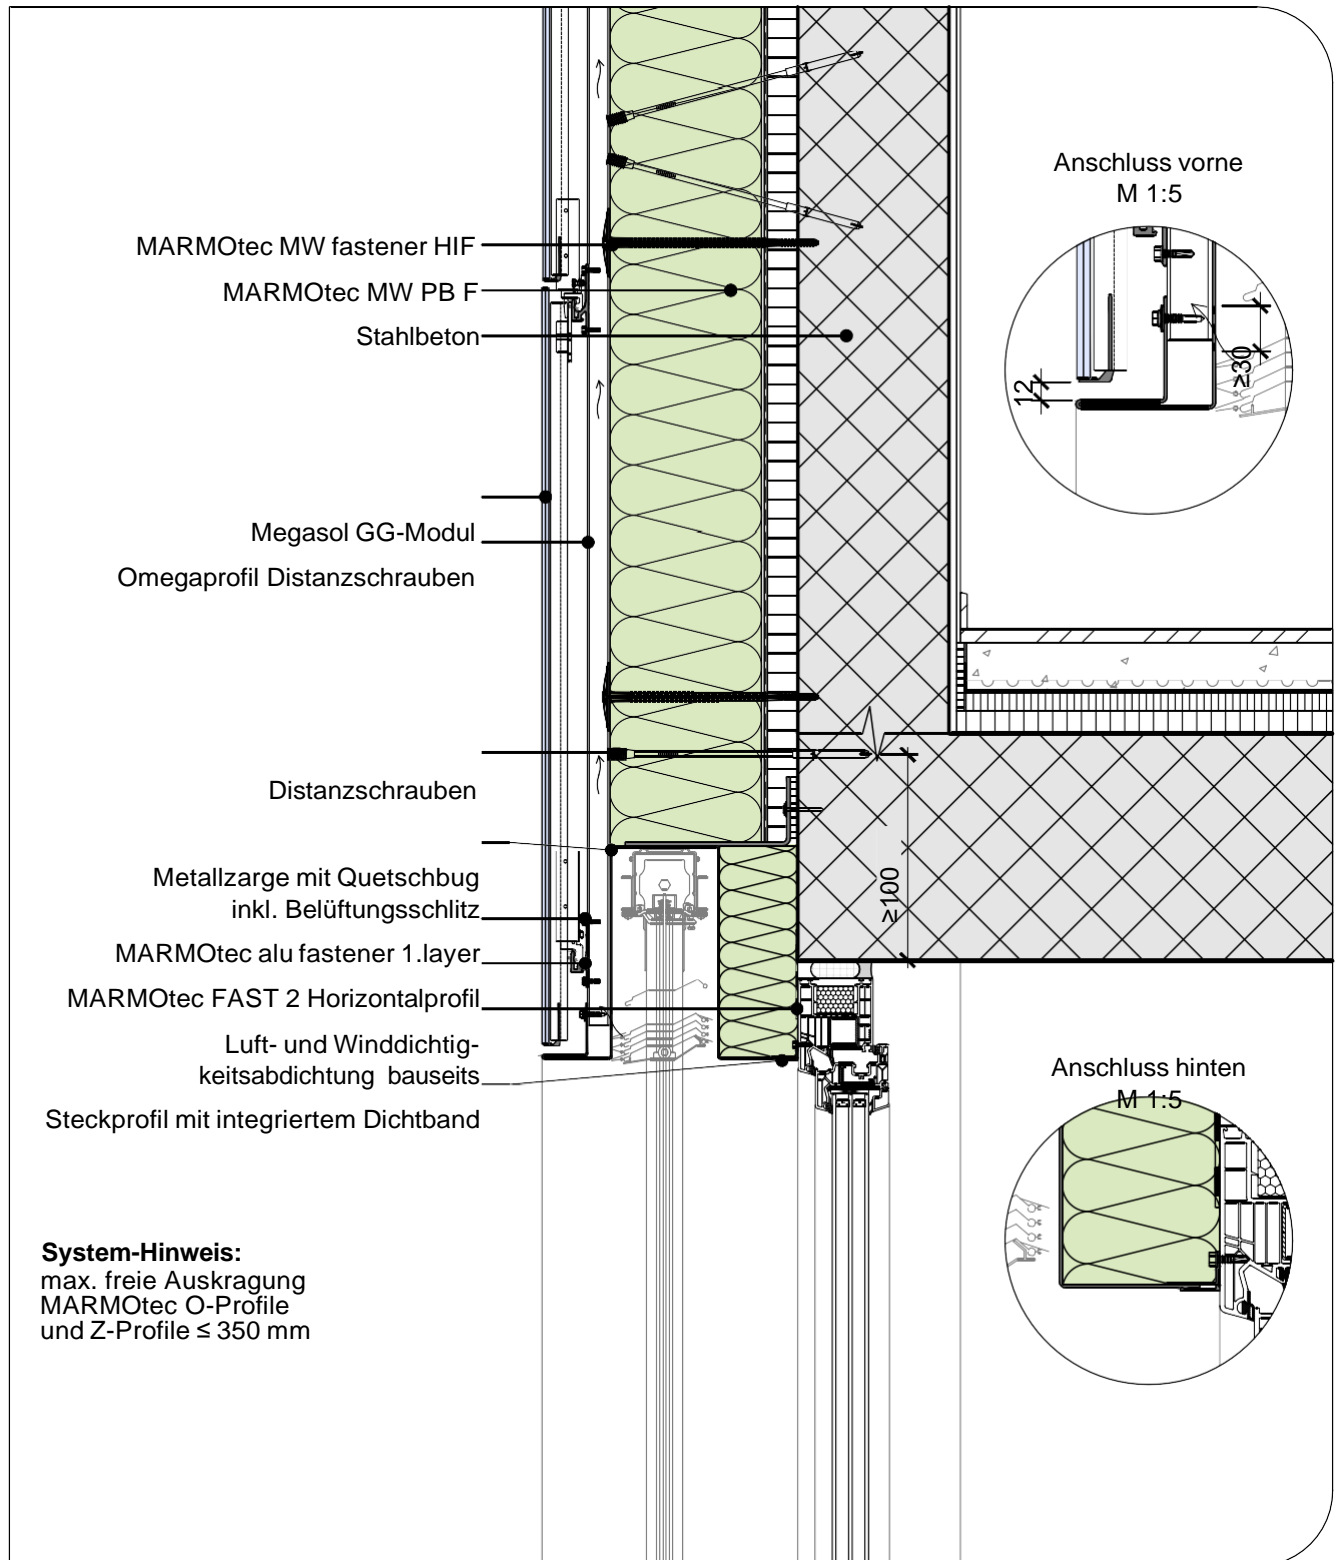 Anschluss vorne
M 1:5
MARMOtec MW fastener HIF
MARMOtec MW PB F
Stahlbeton
12
≥30
Megasol GG-Modul
Omegaprofil Distanzschrauben
Distanzschrauben
Metallzarge mit Quetschbug
inkl. Belüftungsschlitz
≥100
MARMOtec alu fastener 1.layer
MARMOtec FAST 2 Horizontalprofil
Luft- und Winddichtig-
keitsabdichtung bauseits
Steckprofil mit integriertem Dichtband
Anschluss hinten
M 1:5
System-Hinweis:
max. freie Auskragung
MARMOtec O-Profile
und Z-Profile ≤ 350 mm